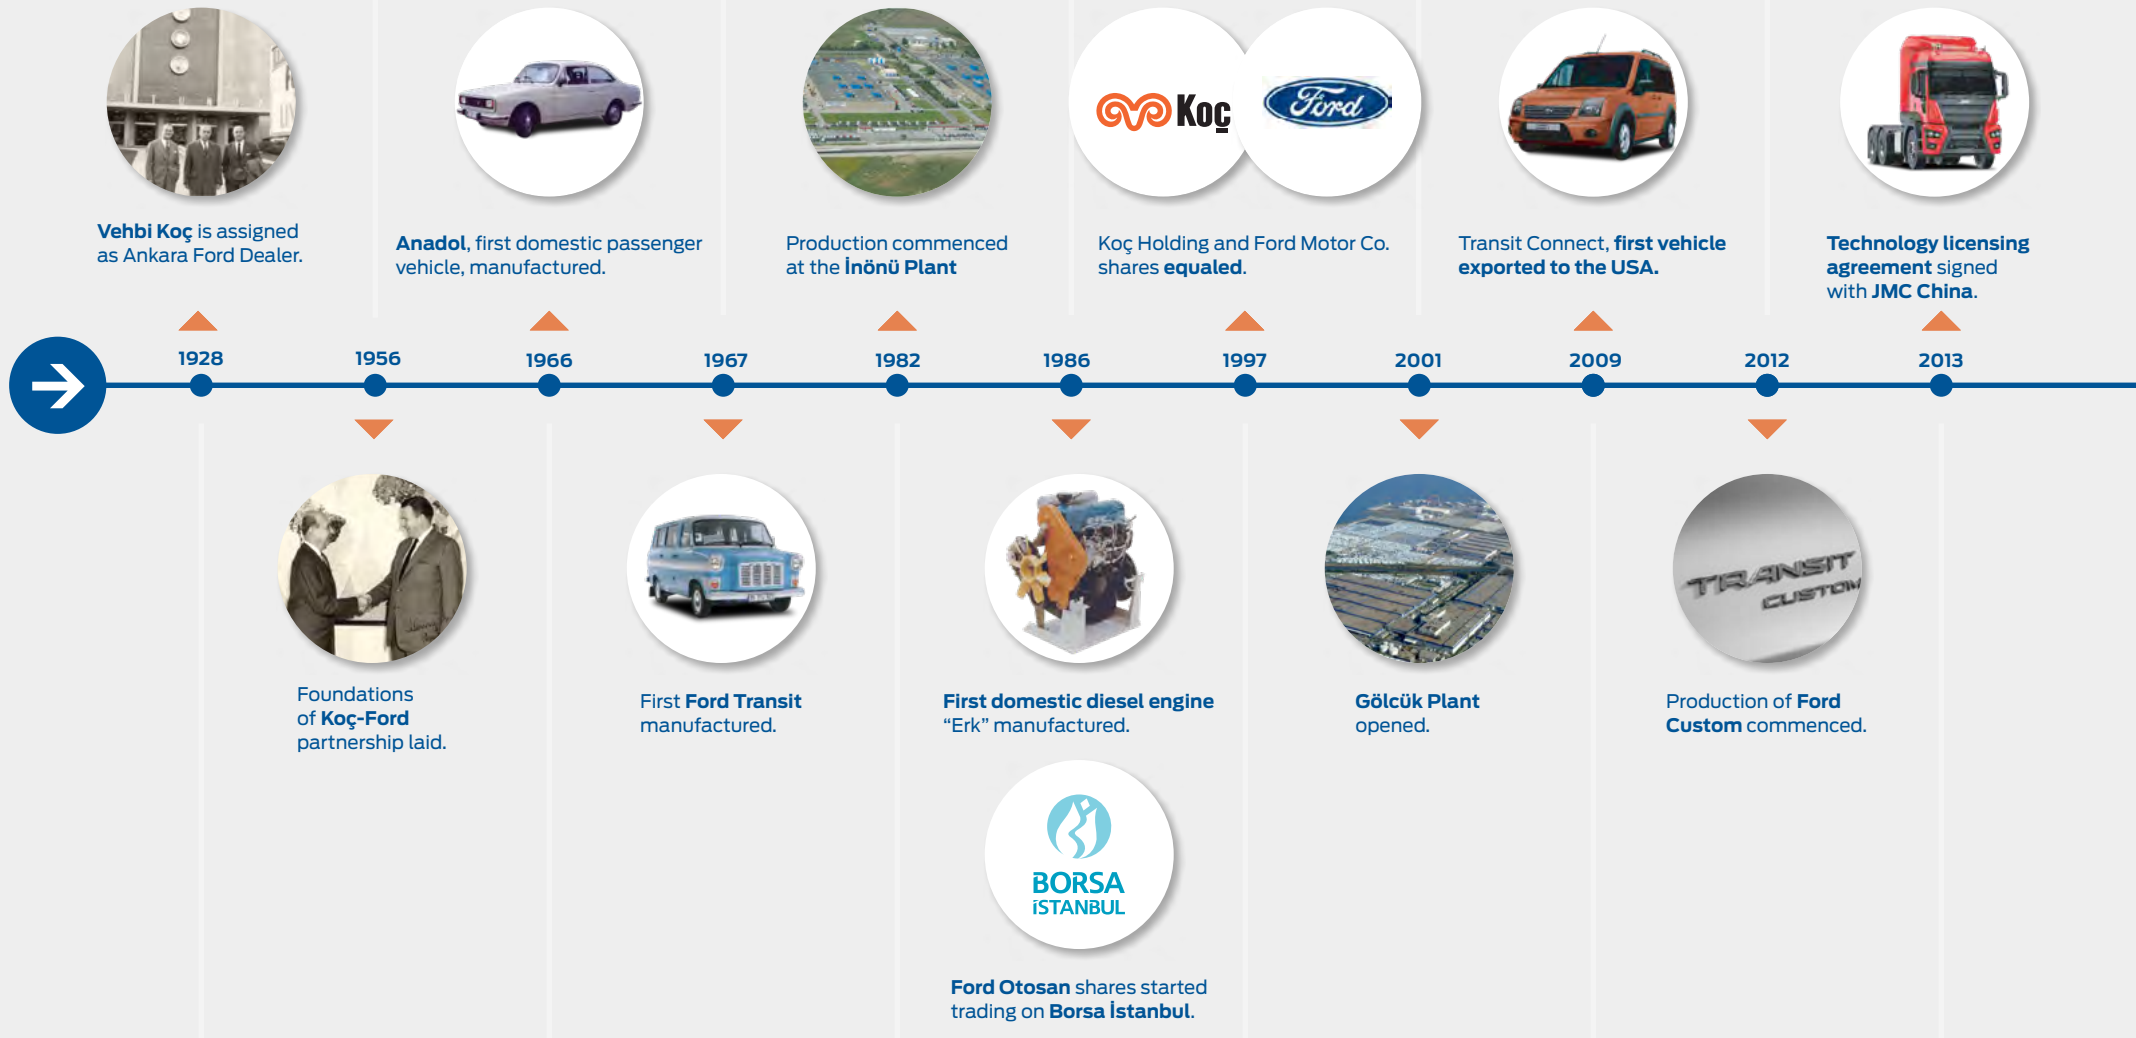 Koç
Ford
Vehbi Koç is assigned
as Ankara Ford Dealer.
Anadol, first domestic passenger
vehicle, manufactured.
Production commenced
at the İnönü Plant
Koç Holding and Ford Motor Co.
shares equaled.
Transit Connect, first vehicle
exported to the USA.
Technology licensing
agreement signed
with JMC China.
1928
1956
1966
1967
1982
1986
1997
2001
2009
2012
2013
TRANSIT
CUSTOM
Foundations
of Koç-Ford
partnership laid.
First Ford Transit
manufactured.
First domestic diesel engine
“Erk” manufactured.
Gölcük Plant
opened.
Production of Ford
Custom commenced.
BORSA
İSTANBUL
Ford Otosan shares started
trading on Borsa İstanbul.